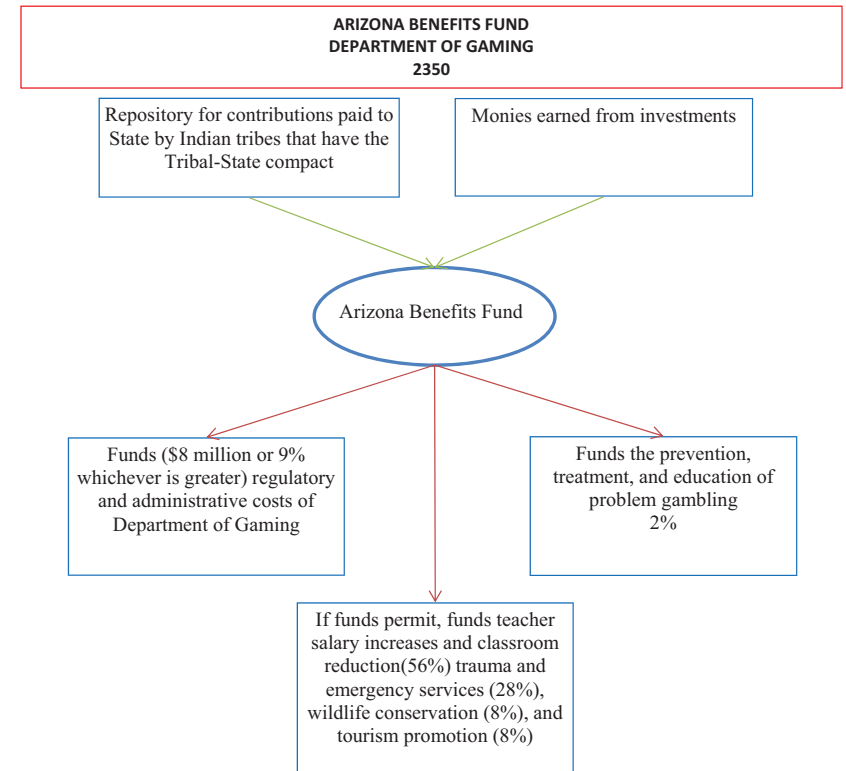 ARIZONA BENEFITS FUND
DEPARTMENT OF GAMING
2350
Repository for contributions paid to
State by Indian tribes that have the
Tribal-State compact
Monies earned from investments
Arizona Benefits Fund
Funds ($8 million or 9%
whichever is greater) regulatory
and administrative costs of
Department of Gaming
Funds the prevention,
treatment, and education of
problem gambling
2%
If funds permit, funds teacher
salary increases and classroom
reduction(56%) trauma and
emergency services (28%),
wildlife conservation (8%), and
tourism promotion (8%)